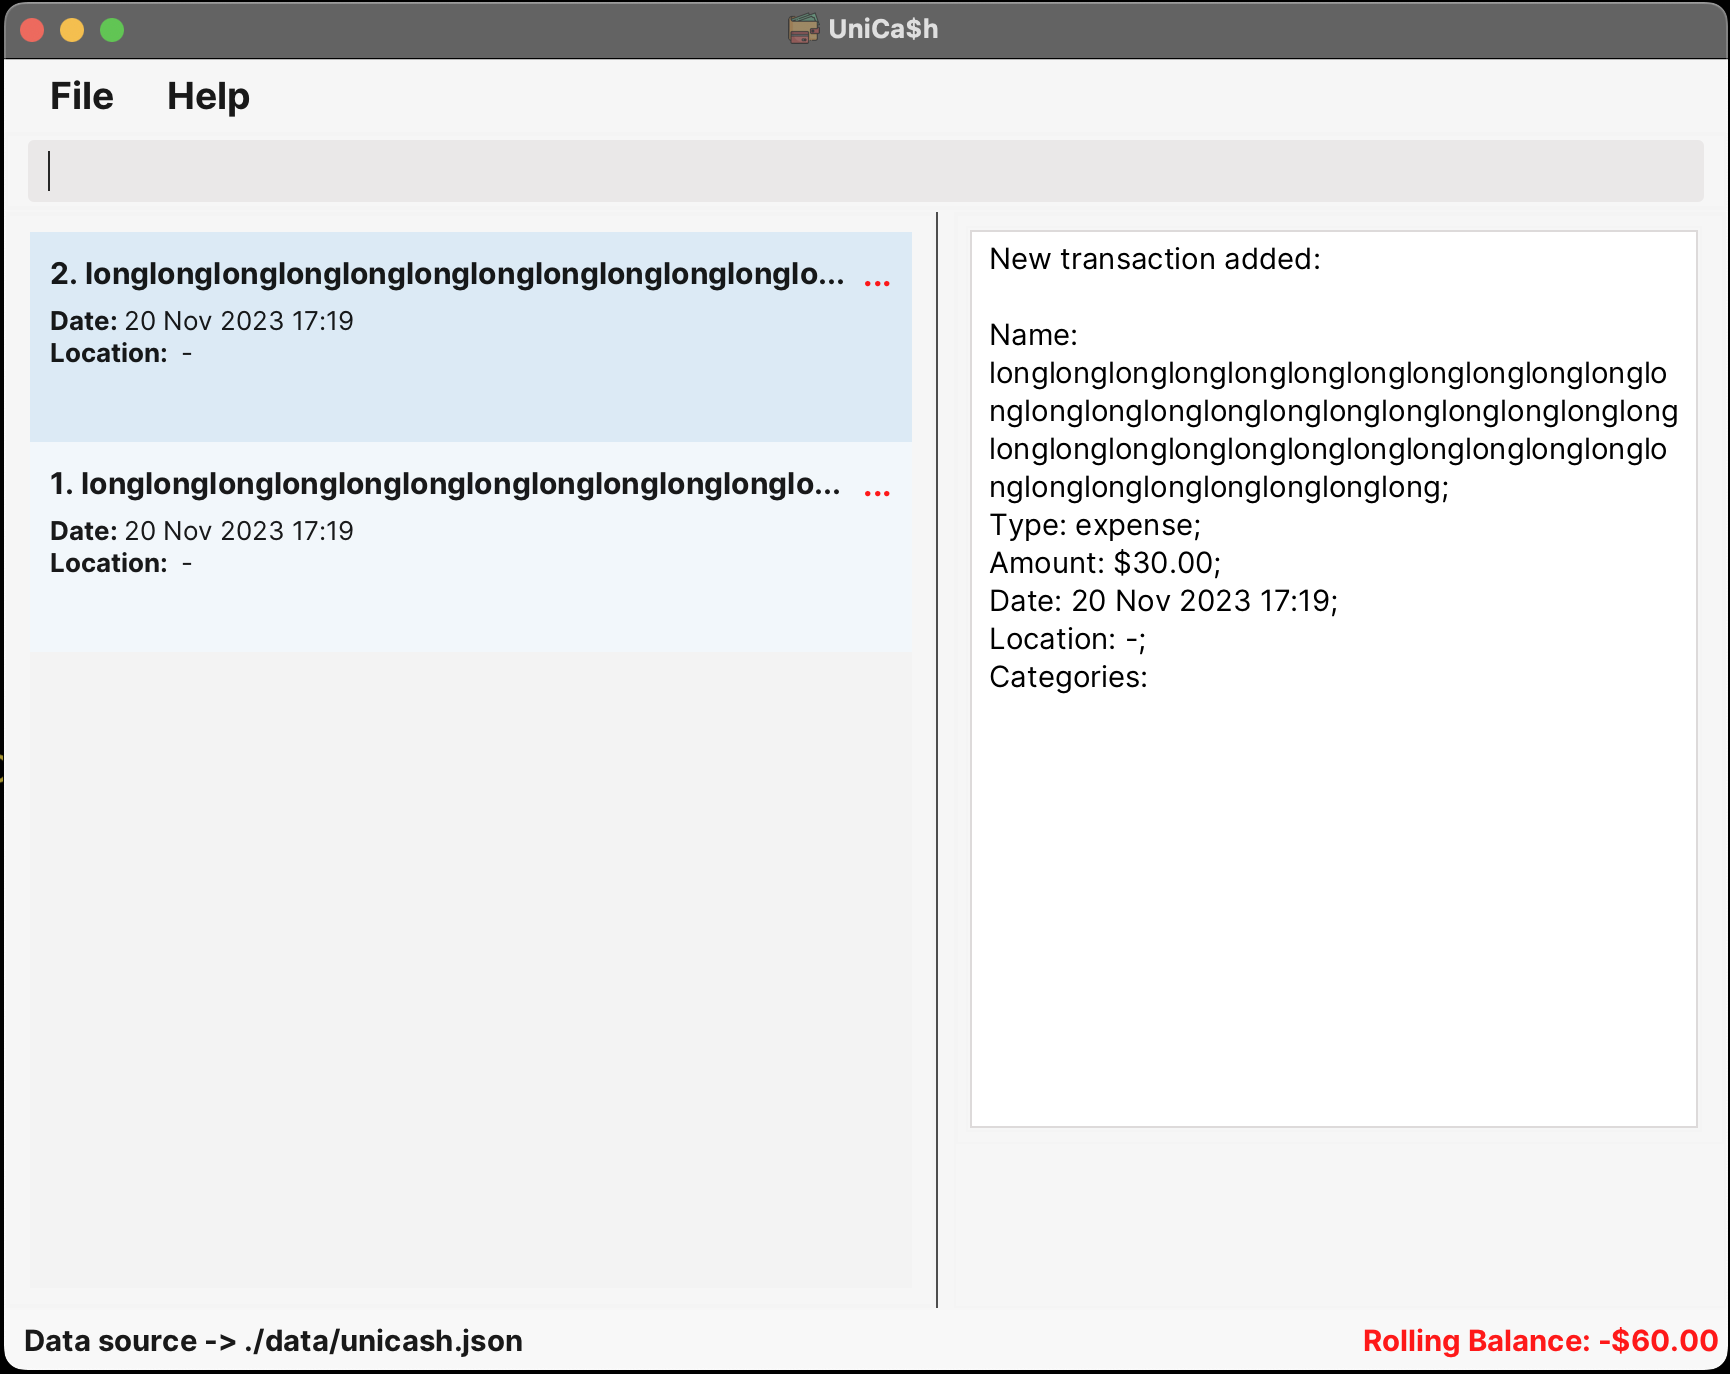 UniCa$h
File Help
2. longlonglonglonglonglonglonglonglonglonglonglo... ...
Date: 20 Nov 2023 17:19
Location: -
1. longlonglonglonglonglonglonglonglonglonglonglo... ...
Date: 20 Nov 2023 17:19
Location: -
New transaction added:
Name:
longlonglonglonglonglonglonglonglonglonglonglo
nglonglonglonglonglonglonglonglonglonglonglong
longlonglonglonglonglonglonglonglonglonglonglo
nglonglonglonglonglonglonglong;
Type: expense;
Amount: $30.00;
Date: 20 Nov 2023 17:19;
Location: -;
Categories:
Data source -> ./data/unicash.json
Rolling Balance: -$60.00